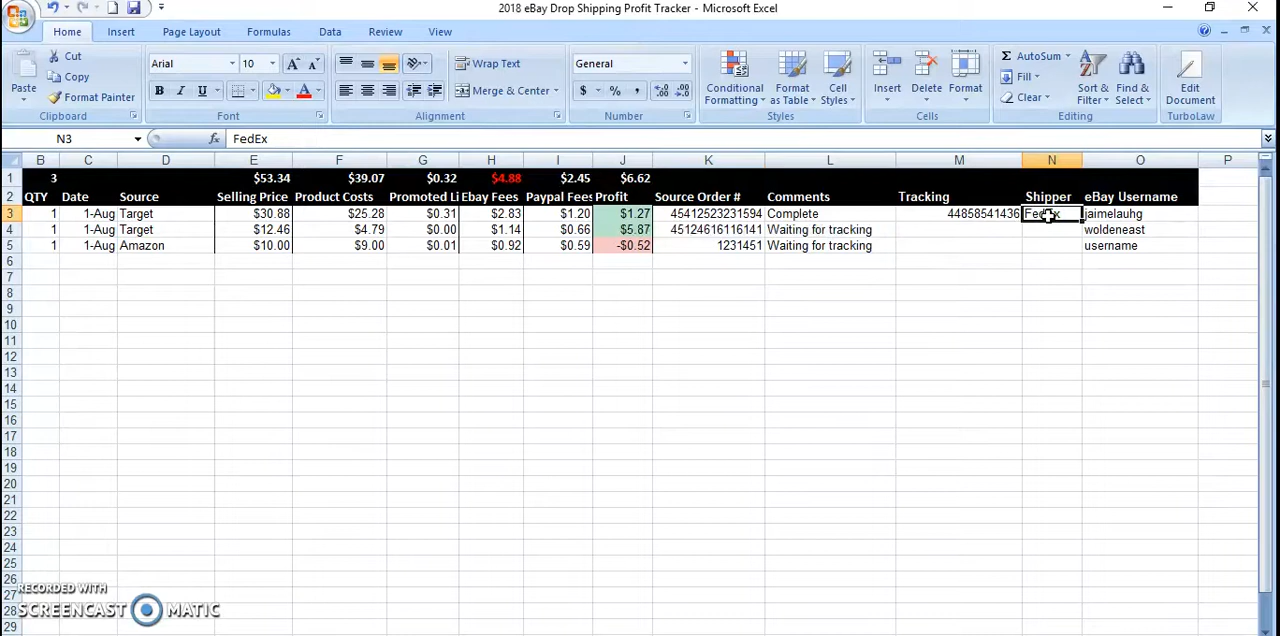 2018 eBay Drop Shipping Profit Tracker - Microsoft Excel
Home Insert Page Layout Formulas Data Review View
Paste Cut Copy Format Painter Clipboard
Arial 10 A A B I U A Font
Wrap Text Merge & Center Alignment
General $ % , .0 .00 .00 .0 Number
Conditional Formatting Format as Table Cell Styles Styles
Insert Delete Format Cells
Σ AutoSum Fill Clear Sort & Filter Find & Select Editing
Edit Document TurboLaw
N3 fx FedEx
B C D E F G H I J K L M N O P
1 3 $53.34 $39.07 $0.32 $4.88 $2.45 $6.62
2 QTY Date Source Selling Price Product Costs Promoted Li Ebay Fees Paypal Fees Profit Source Order # Comments Tracking Shipper eBay Username
3 1 1-Aug Target $30.88 $25.28 $0.31 $2.83 $1.20 $1.27 45412523231594 Complete 44858541436 FedEx jaimelauhg
4 1 1-Aug Target $12.46 $4.79 $0.00 $1.14 $0.66 $5.87 45124616116141 Waiting for tracking woldeneast
5 1 1-Aug Amazon $10.00 $9.00 $0.01 $0.92 $0.59 -$0.52 1231451 Waiting for tracking username
6
7
8
9
10
11
12
13
14
15
16
17
18
19
20
21
22
23
24
25
26
27
28
29
RECORDED WITH
SCREENCAST MATIC